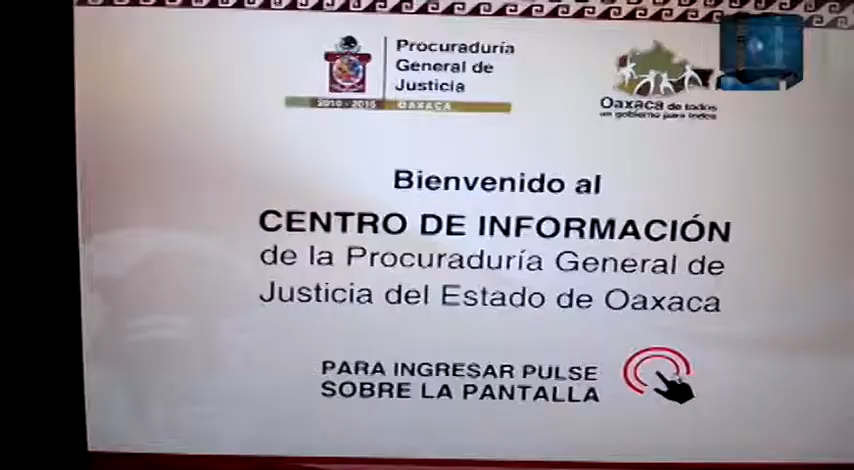 Procuraduría
General de
Justicia
2010 - 2016 OAXACA
Oaxaca de todos
un gobierno para todos
Bienvenido al
CENTRO DE INFORMACIÓN
de la Procuraduría General de
Justicia del Estado de Oaxaca
PARA INGRESAR PULSE
SOBRE LA PANTALLA